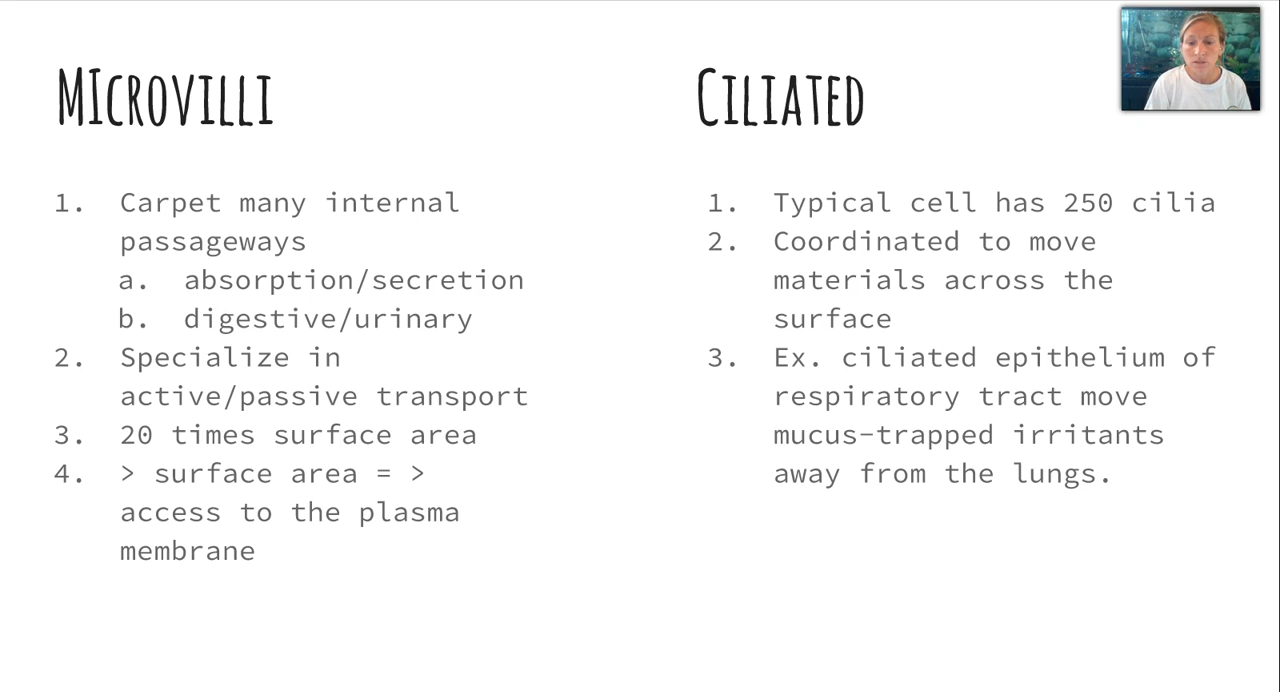 MIcrovilli
1. Carpet many internal
passageways
a. absorption/secretion
b. digestive/urinary
2. Specialize in
active/passive transport
3. 20 times surface area
4. > surface area = >
access to the plasma
membrane
Ciliated
1. Typical cell has 250 cilia
2. Coordinated to move
materials across the
surface
3. Ex. ciliated epithelium of
respiratory tract move
mucus-trapped irritants
away from the lungs.